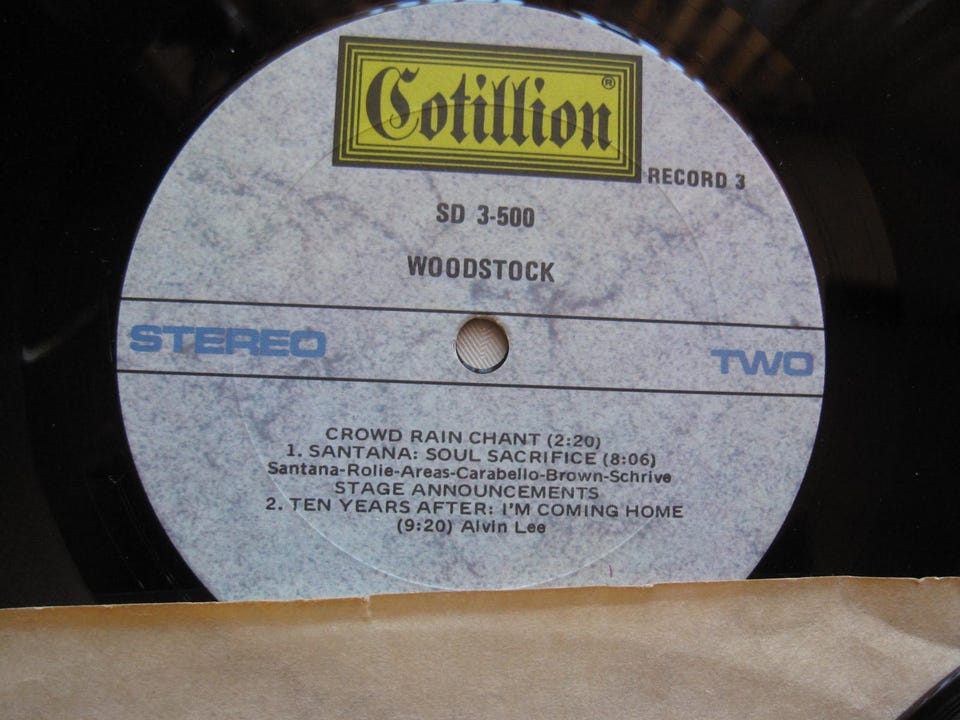 Cotillion®
RECORD 3
SD 3-500
WOODSTOCK
STEREO
TWO
CROWD RAIN CHANT (2:20)
1. SANTANA: SOUL SACRIFICE (8:06)
Santana-Rolie-Areas-Carabello-Brown-Schrive
STAGE ANNOUNCEMENTS
2. TEN YEARS AFTER: I'M COMING HOME
(9:20) Alvin Lee